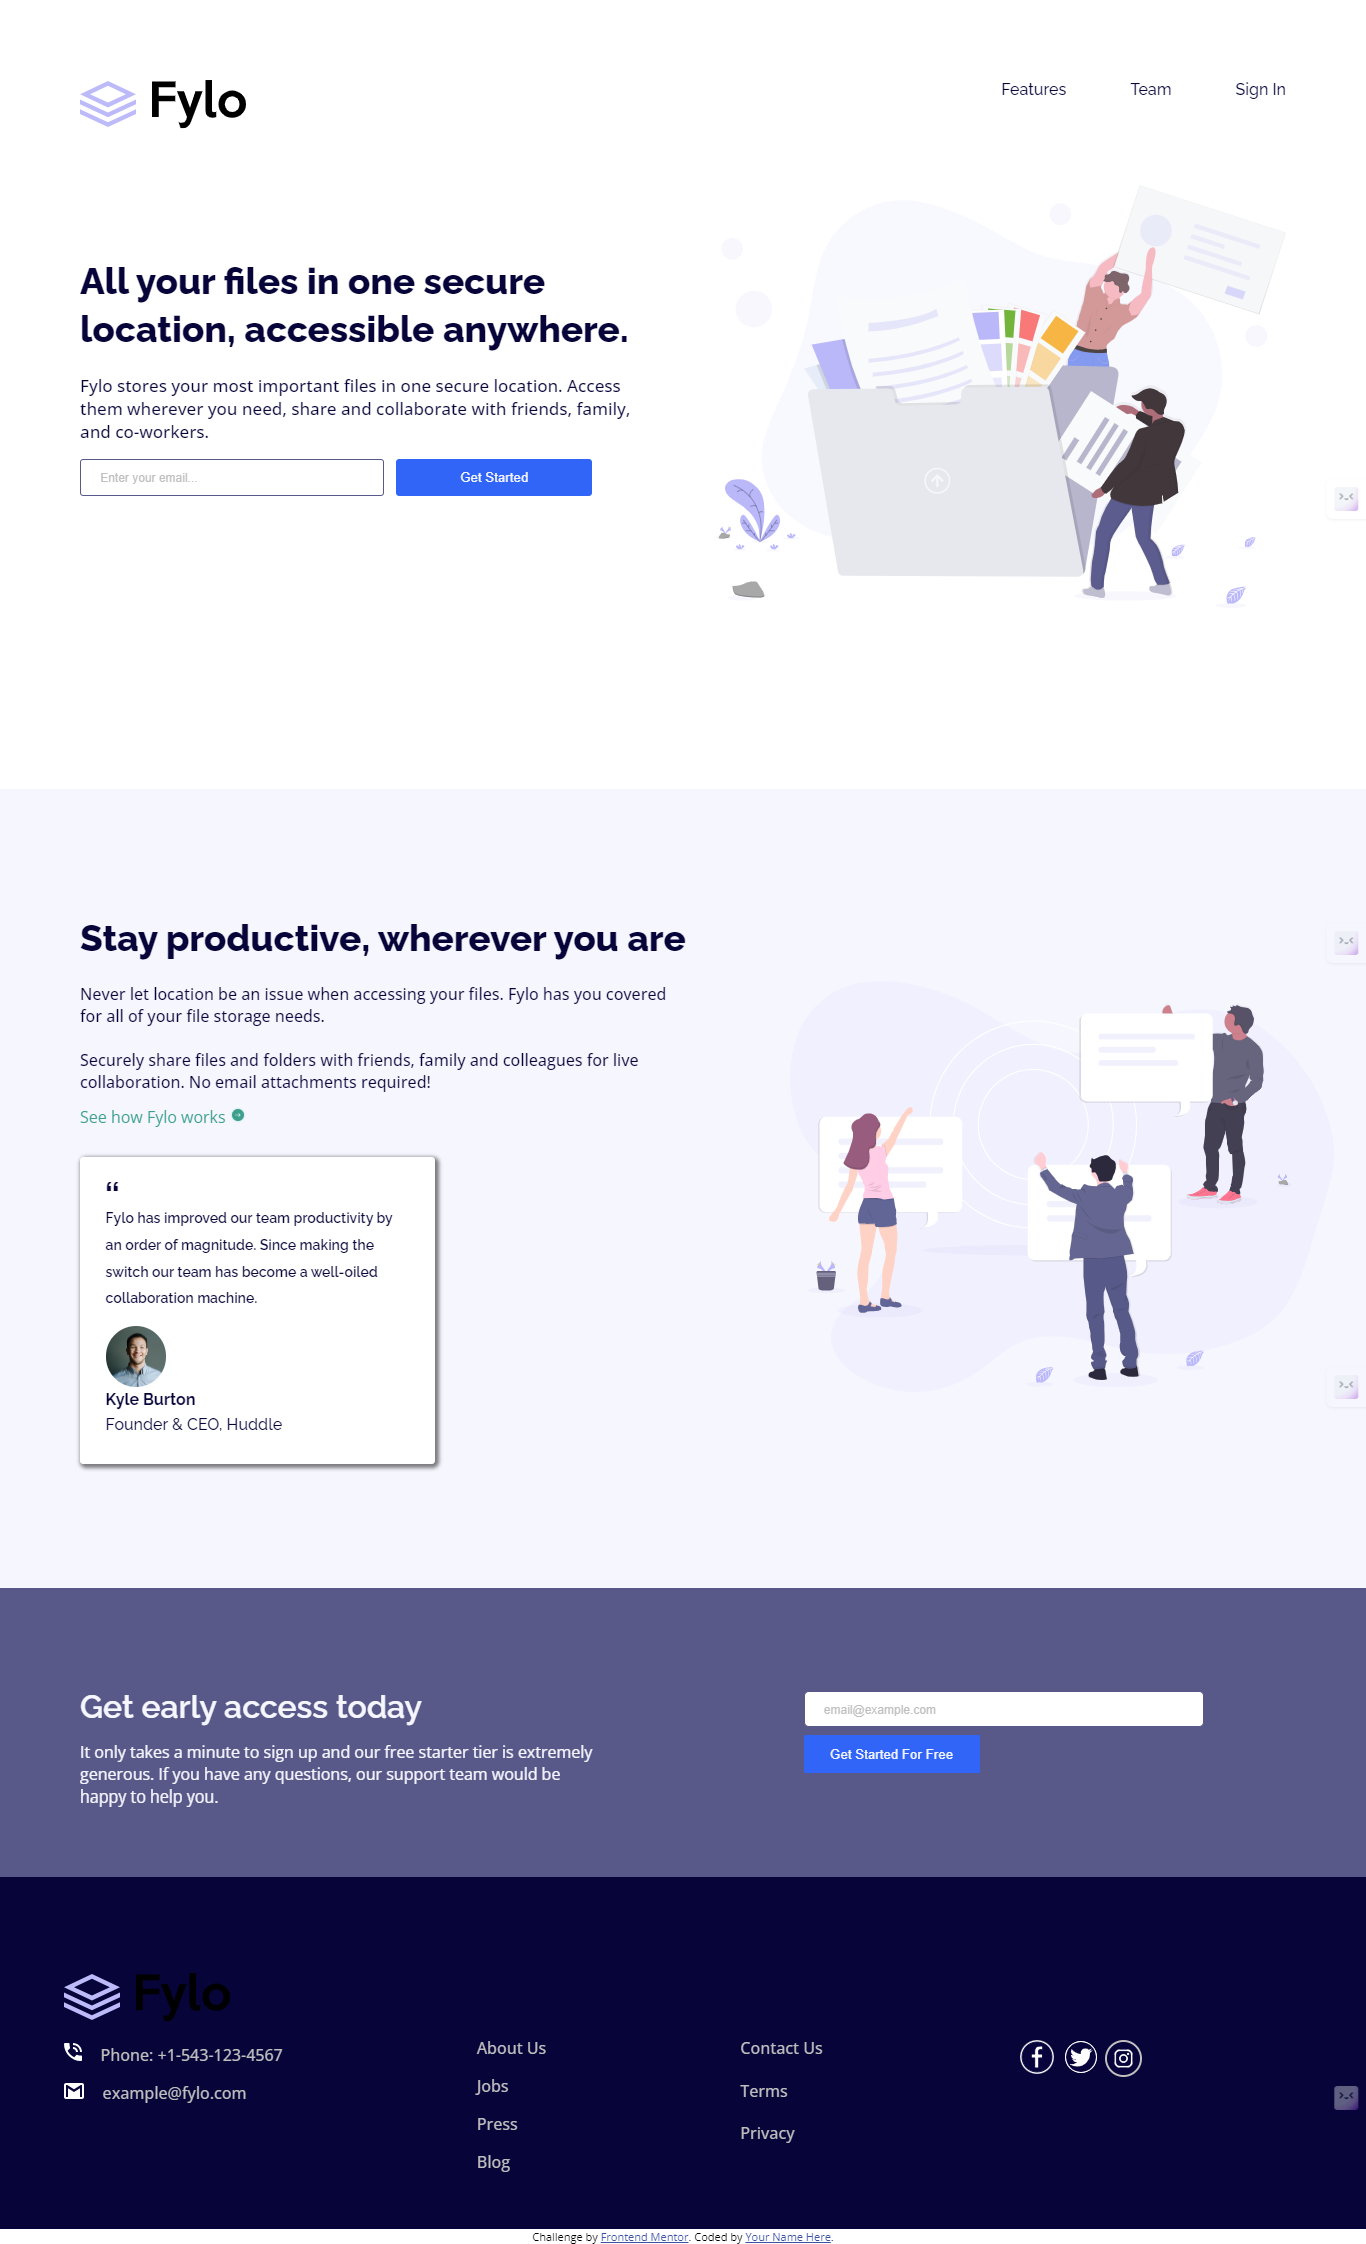 Fylo
Features
Team
Sign In
All your files in one secure
location, accessible anywhere.
Fylo stores your most important files in one secure location. Access
them wherever you need, share and collaborate with friends, family,
and co-workers.
Enter your email...
Get Started
Stay productive, wherever you are
Never let location be an issue when accessing your files. Fylo has you covered
for all of your file storage needs.
Securely share files and folders with friends, family and colleagues for live
collaboration. No email attachments required!
See how Fylo works
“
Fylo has improved our team productivity by
an order of magnitude. Since making the
switch our team has become a well-oiled
collaboration machine.
Kyle Burton
Founder & CEO, Huddle
Get early access today
It only takes a minute to sign up and our free starter tier is extremely
generous. If you have any questions, our support team would be
happy to help you.
email@example.com
Get Started For Free
Fylo
Phone: +1-543-123-4567
example@fylo.com
About Us
Jobs
Press
Blog
Contact Us
Terms
Privacy
Challenge by Frontend Mentor. Coded by Your Name Here.